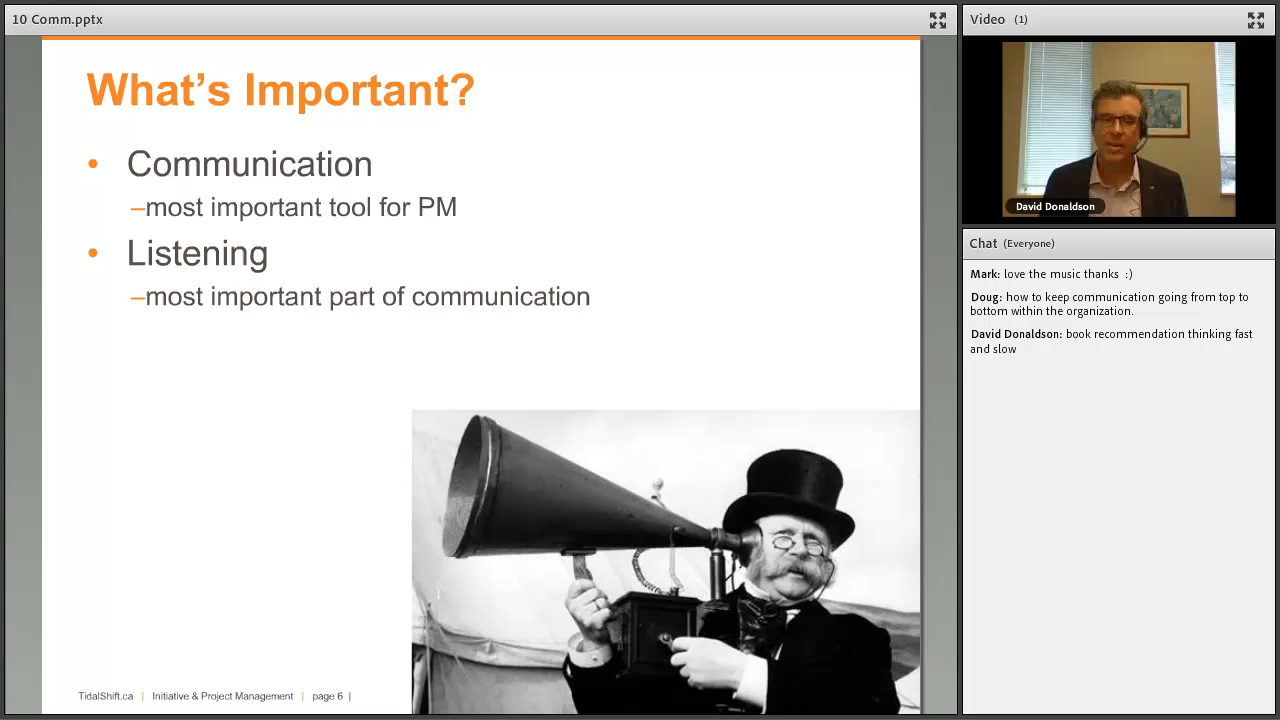 10 Comm.pptx
What’s Important?
• Communication
–most important tool for PM
• Listening
–most important part of communication
TidalShift.ca | Initiative & Project Management | page 6 |
Video (1)
David Donaldson
Chat (Everyone)
Mark: love the music thanks :)
Doug: how to keep communication going from top to
bottom within the organization.
David Donaldson: book recommendation thinking fast
and slow